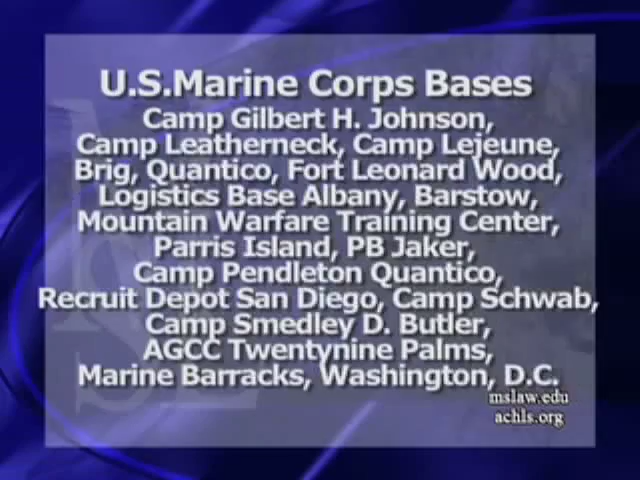 U.S.Marine Corps Bases
Camp Gilbert H. Johnson,
Camp Leatherneck, Camp Lejeune,
Brig, Quantico, Fort Leonard Wood,
Logistics Base Albany, Barstow,
Mountain Warfare Training Center,
Parris Island, PB Jaker,
Camp Pendleton Quantico,
Recruit Depot San Diego, Camp Schwab,
Camp Smedley D. Butler,
AGCC Twentynine Palms,
Marine Barracks, Washington, D.C.
mslaw.edu
achls.org